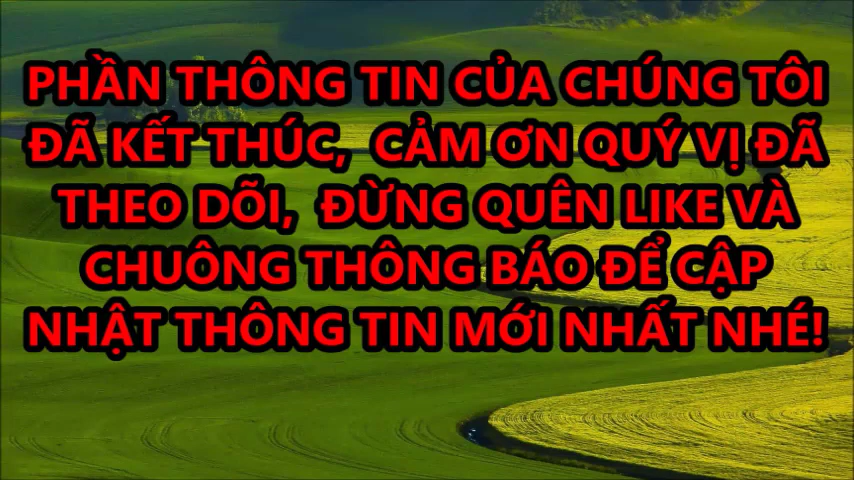 PHẦN THÔNG TIN CỦA CHÚNG TÔI
ĐÃ KẾT THÚC, CẢM ƠN QUÝ VỊ ĐÃ
THEO DÕI, ĐỪNG QUÊN LIKE VÀ
CHUÔNG THÔNG BÁO ĐỂ CẬP
NHẬT THÔNG TIN MỚI NHẤT NHÉ!